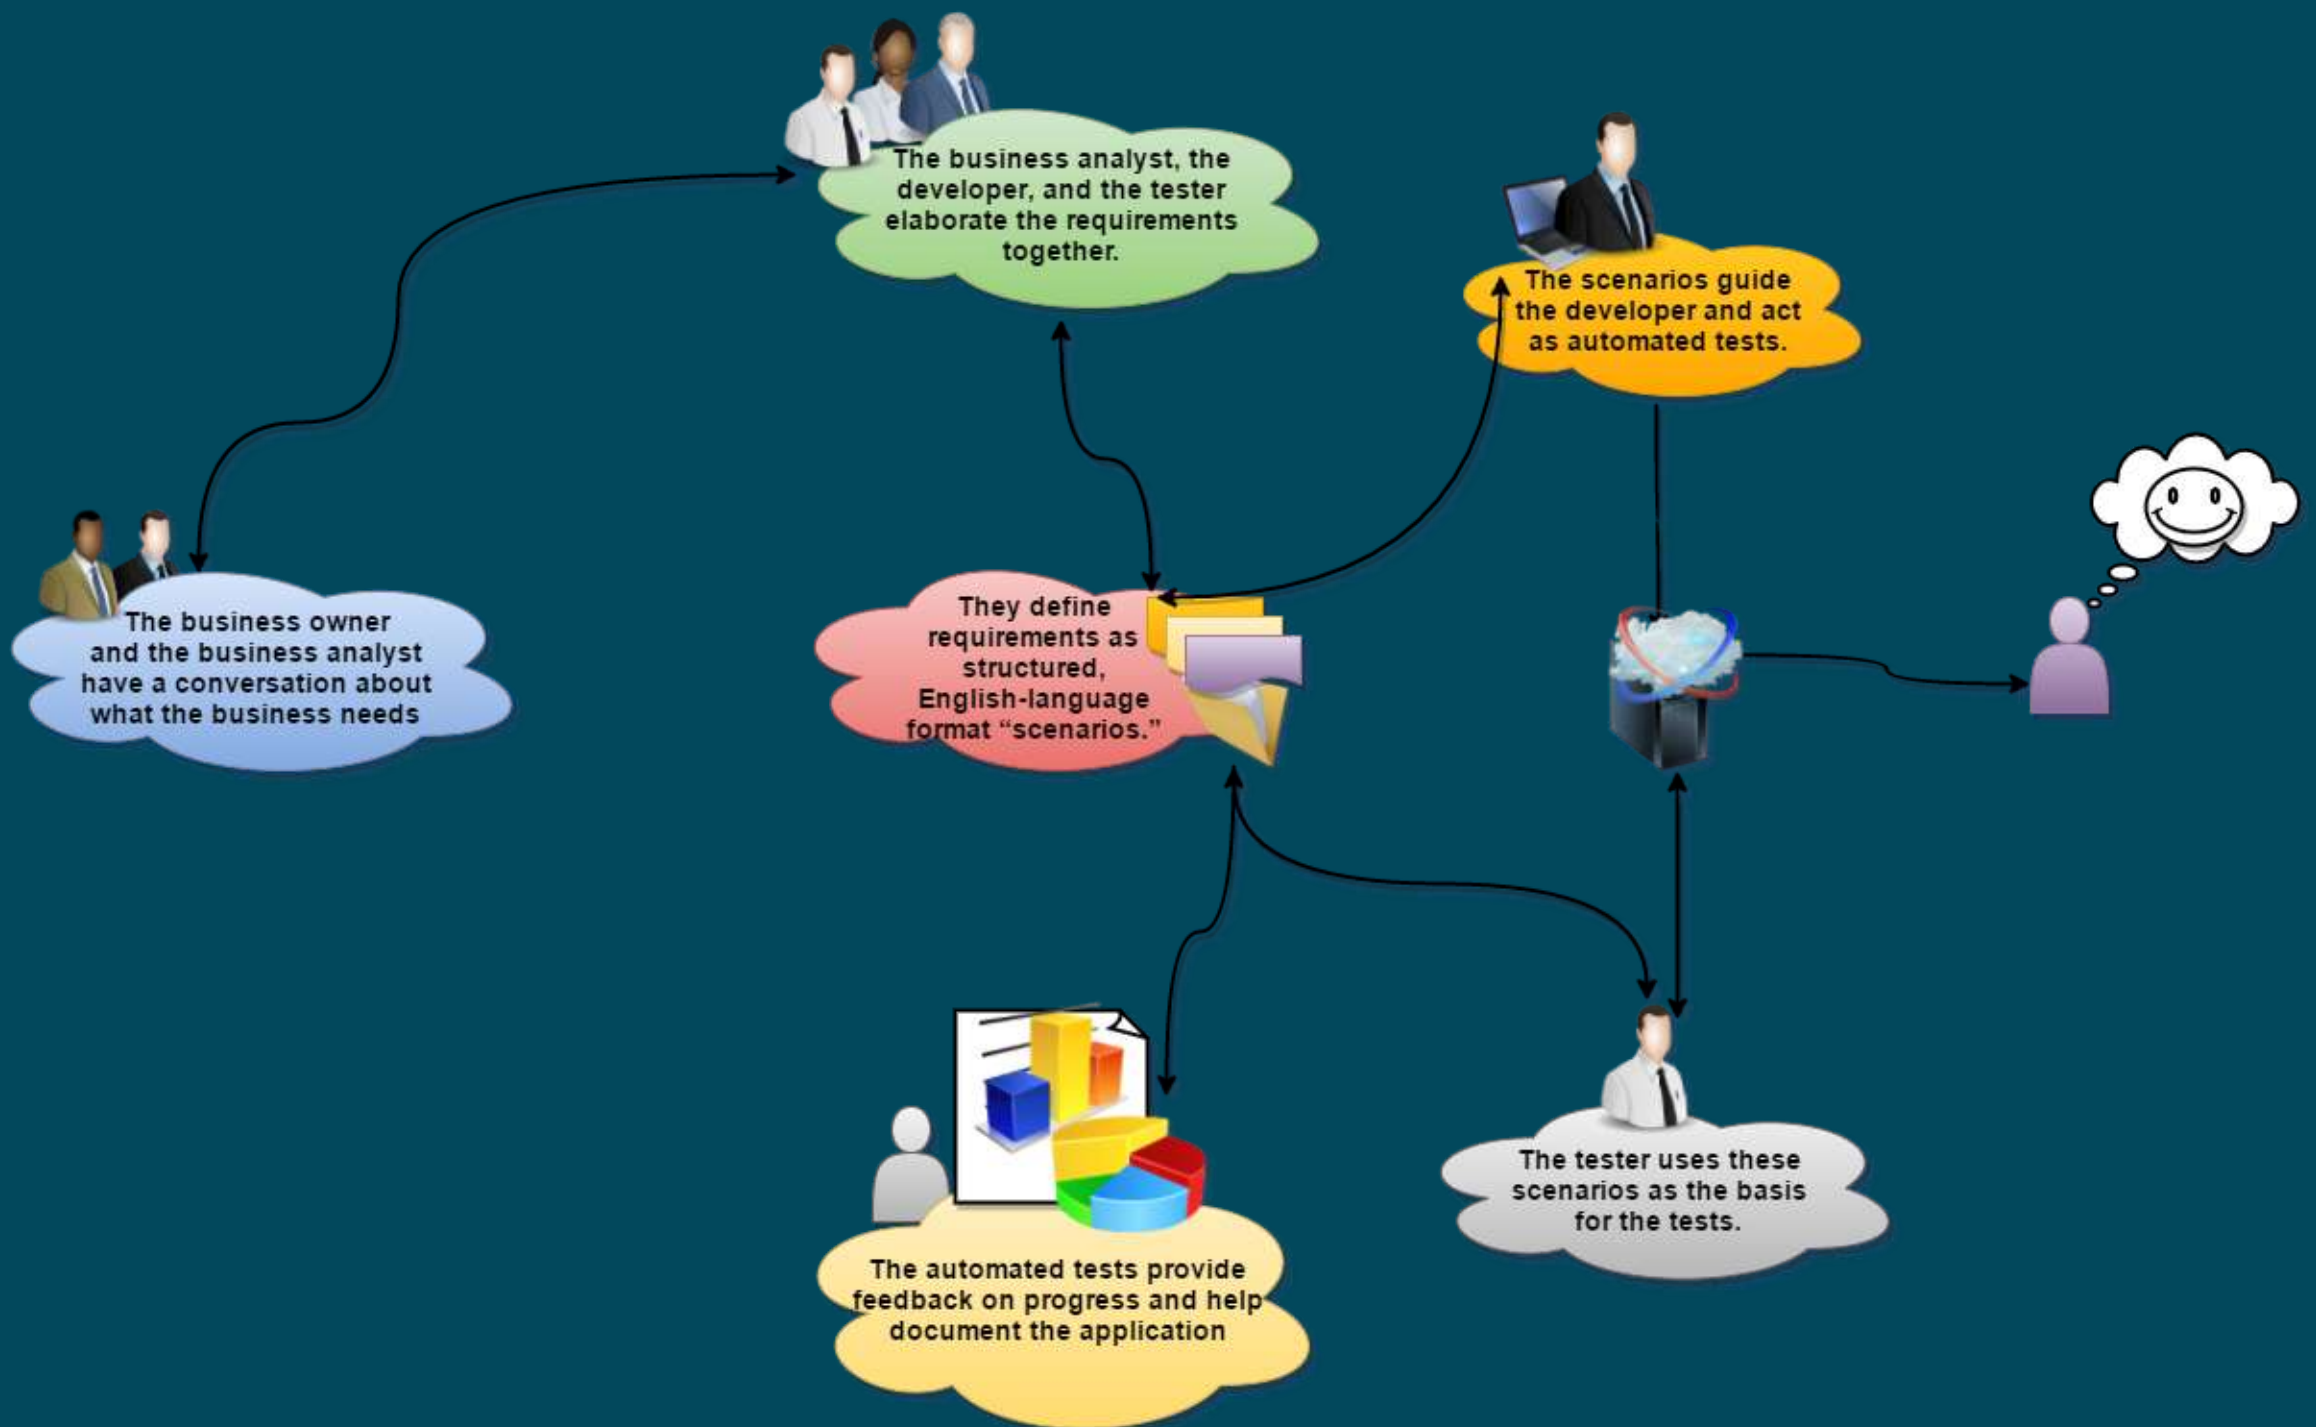 The business analyst, the
developer, and the tester
elaborate the requirements
together.
The scenarios guide
the developer and act
as automated tests.
The business owner
and the business analyst
have a conversation about
what the business needs
They define
requirements as
structured,
English-language
format “scenarios.”
The tester uses these
scenarios as the basis
for the tests.
The automated tests provide
feedback on progress and help
document the application